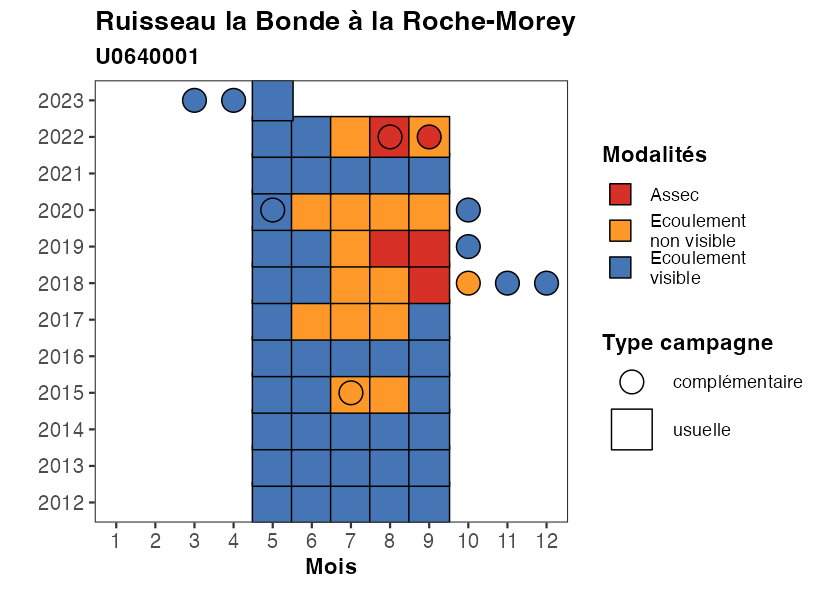 Ruisseau la Bonde à la Roche-Morey
U0640001
2023
2022
2021
2020
2019
2018
2017
2016
2015
2014
2013
2012
1 2 3 4 5 6 7 8 9 10 11 12
Mois
Modalités
Assec
Ecoulement
non visible
Ecoulement
visible
Type campagne
complémentaire
usuelle